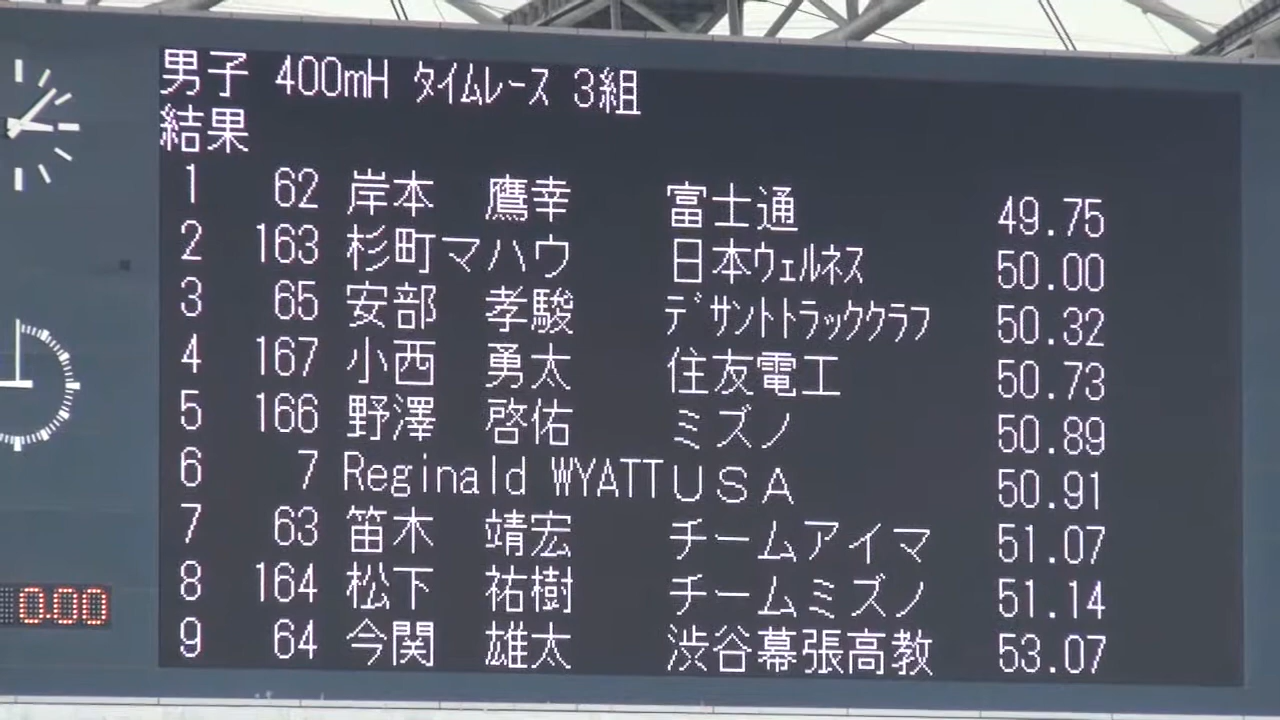 男子 400mH タイムレース 3組
結果
1 62 岸本 鷹幸 富士通 49.75
2 163 杉町マハウ 日本ウェルネス 50.00
3 65 安部 孝駿 デサントトラッククラブ 50.32
4 167 小西 勇太 住友電工 50.73
5 166 野澤 啓佑 ミズノ 50.89
6 7 Reginald WYATT USA 50.91
7 63 笛木 靖宏 チームアイマ 51.07
8 164 松下 祐樹 チームミズノ 51.14
9 64 今関 雄太 渋谷幕張高教 53.07
0.00